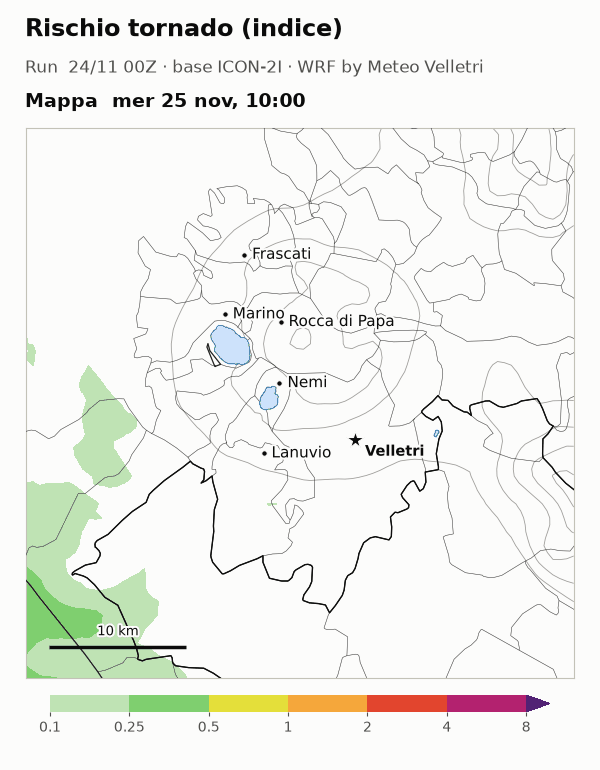 Rischio tornado (indice)
Run  24/11 00Z · base ICON-2I · WRF by Meteo Velletri
Mappa  mer 25 nov, 10:00
Frascati
Marino
Rocca di Papa
Nemi
Velletri
Lanuvio
10 km
0.1 0.25 0.5 1 2 4 8